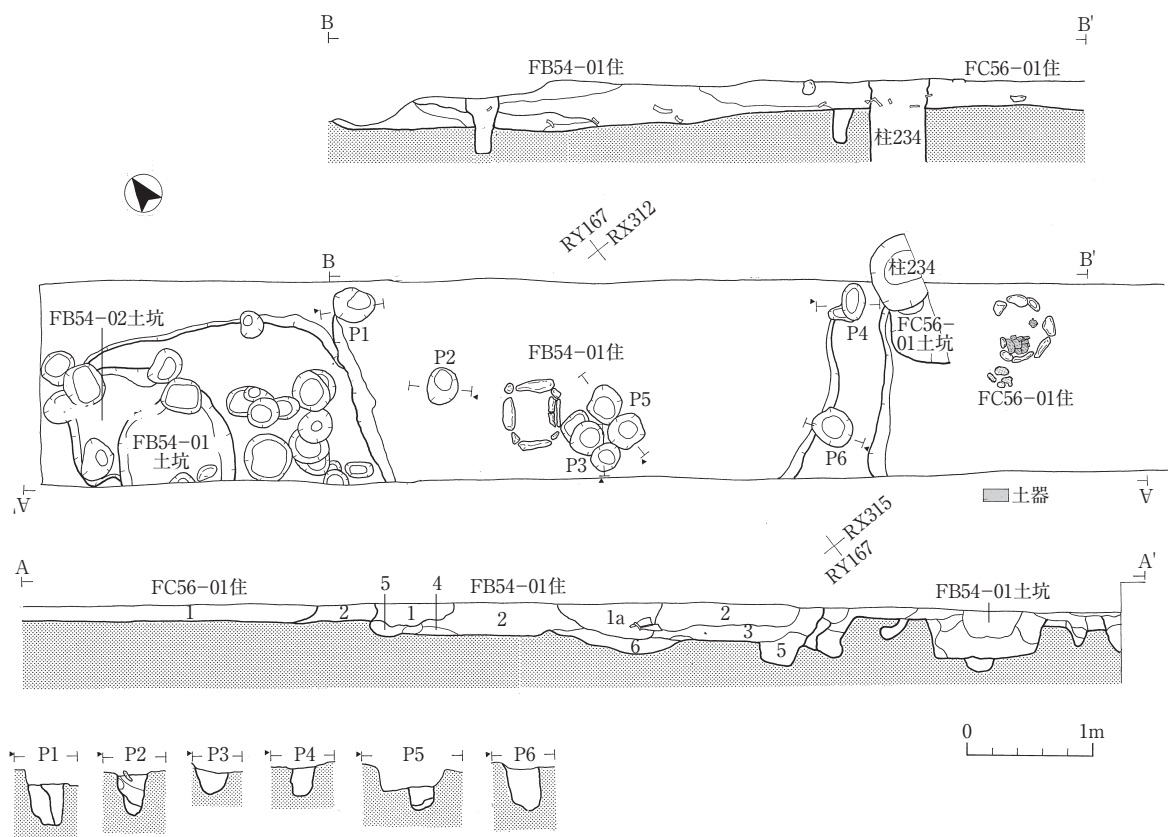 B
B'
FB54-01住
FC56-01住
柱234
RY167
RX312
B
B'
柱234
FB54-02土坑
P1
P4
FC56-
01土坑
P2
FB54-01住
P5
FC56-01住
FB54-01
土坑
P3
P6
A'
A
土器
RX315
RY167
A
A'
FC56-01住
5
4
FB54-01住
FB54-01土坑
1
2
1
2
1a
2
3
6
5
0
1m
P1
P2
P3
P4
P5
P6